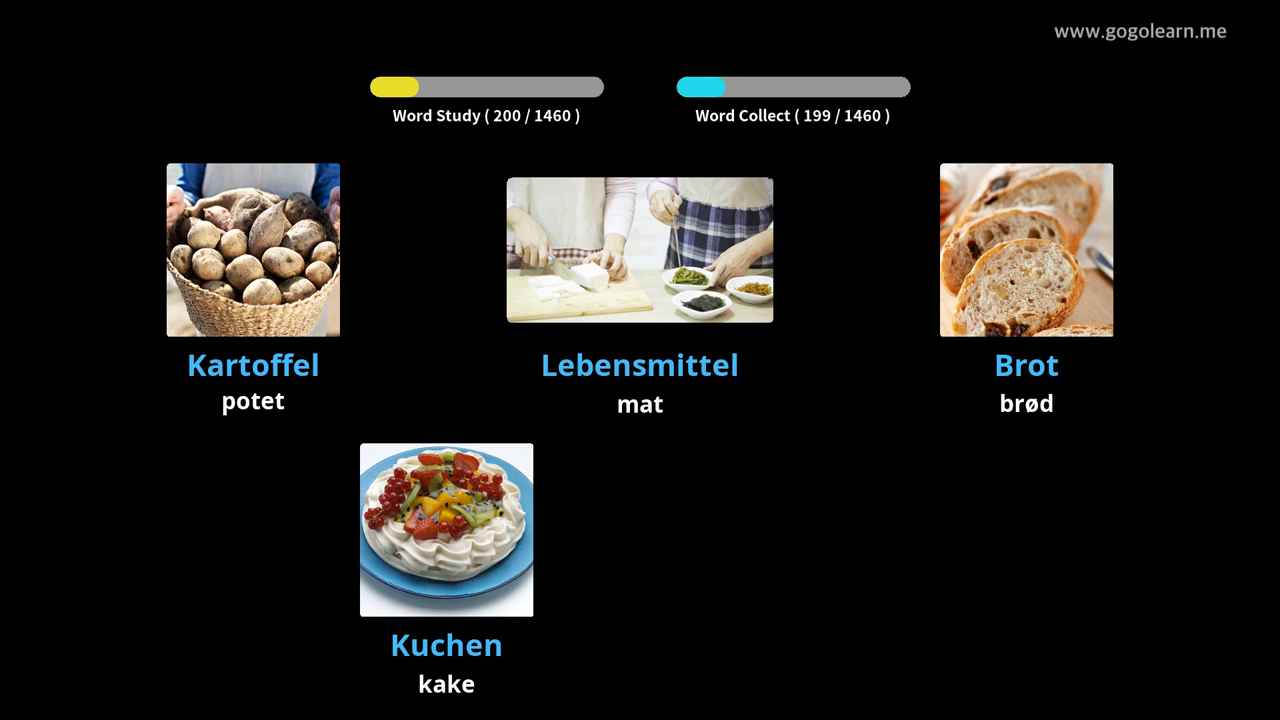 www.gogolearn.me
Word Study ( 200 / 1460 )
Word Collect ( 199 / 1460 )
Kartoffel
potet
Lebensmittel
mat
Brot
brød
Kuchen
kake